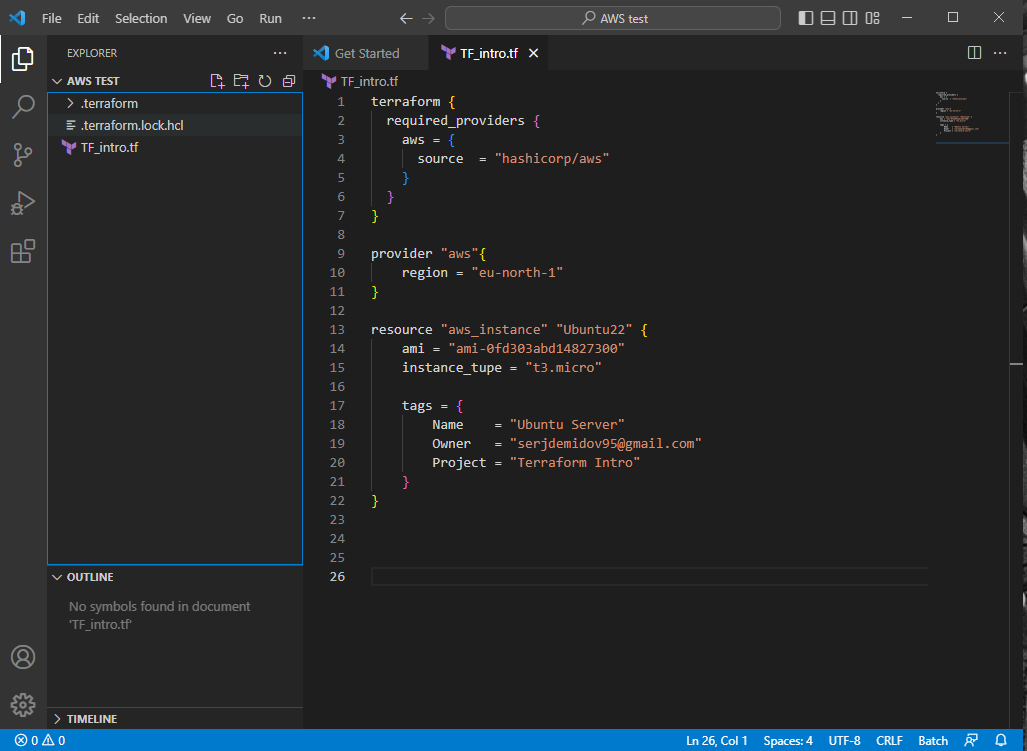 File Edit Selection View Go Run ··· AWS test
EXPLORER ···
Get Started
TF_intro.tf
AWS TEST
.terraform
.terraform.lock.hcl
TF_intro.tf
TF_intro.tf
1 terraform {
2 required_providers {
3 aws = {
4 source = "hashicorp/aws"
5 }
6 }
7 }
8
9 provider "aws"{
10 region = "eu-north-1"
11 }
12
13 resource "aws_instance" "Ubuntu22" {
14 ami = "ami-0fd303abd14827300"
15 instance_tupe = "t3.micro"
16
17 tags = {
18 Name = "Ubuntu Server"
19 Owner = "serjdemidov95@gmail.com"
20 Project = "Terraform Intro"
21 }
22 }
23
24
25
26
OUTLINE
No symbols found in document
'TF_intro.tf'
TIMELINE
0 0 Ln 26, Col 1 Spaces: 4 UTF-8 CRLF Batch